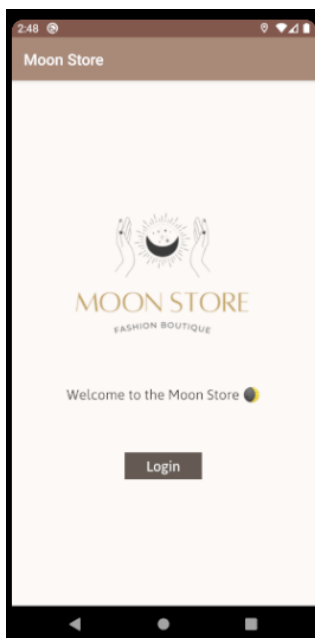 2:48
Moon Store
MOON STORE
FASHION BOUTIQUE
Welcome to the Moon Store 🌒
Login